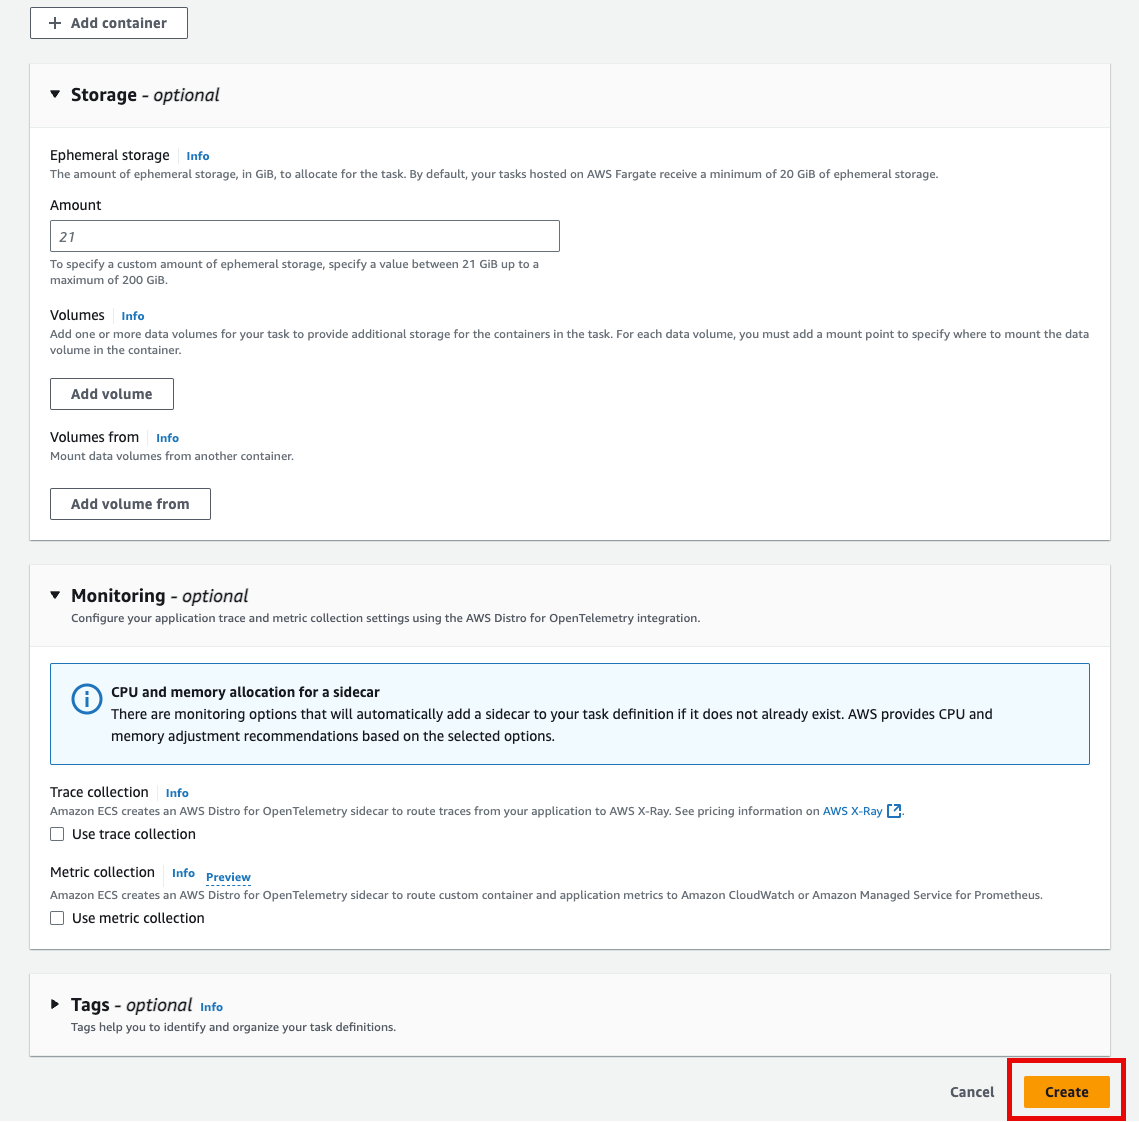 + Add container
Storage - optional
Ephemeral storage Info
The amount of ephemeral storage, in GiB, to allocate for the task. By default, your tasks hosted on AWS Fargate receive a minimum of 20 GiB of ephemeral storage.
Amount
21
To specify a custom amount of ephemeral storage, specify a value between 21 GiB up to a
maximum of 200 GiB.
Volumes Info
Add one or more data volumes for your task to provide additional storage for the containers in the task. For each data volume, you must add a mount point to specify where to mount the data
volume in the container.
Add volume
Volumes from Info
Mount data volumes from another container.
Add volume from
Monitoring - optional
Configure your application trace and metric collection settings using the AWS Distro for OpenTelemetry integration.
CPU and memory allocation for a sidecar
There are monitoring options that will automatically add a sidecar to your task definition if it does not already exist. AWS provides CPU and
memory adjustment recommendations based on the selected options.
Trace collection Info
Amazon ECS creates an AWS Distro for OpenTelemetry sidecar to route traces from your application to AWS X-Ray. See pricing information on AWS X-Ray.
Use trace collection
Metric collection Info Preview
Amazon ECS creates an AWS Distro for OpenTelemetry sidecar to route custom container and application metrics to Amazon CloudWatch or Amazon Managed Service for Prometheus.
Use metric collection
Tags - optional Info
Tags help you to identify and organize your task definitions.
Cancel Create